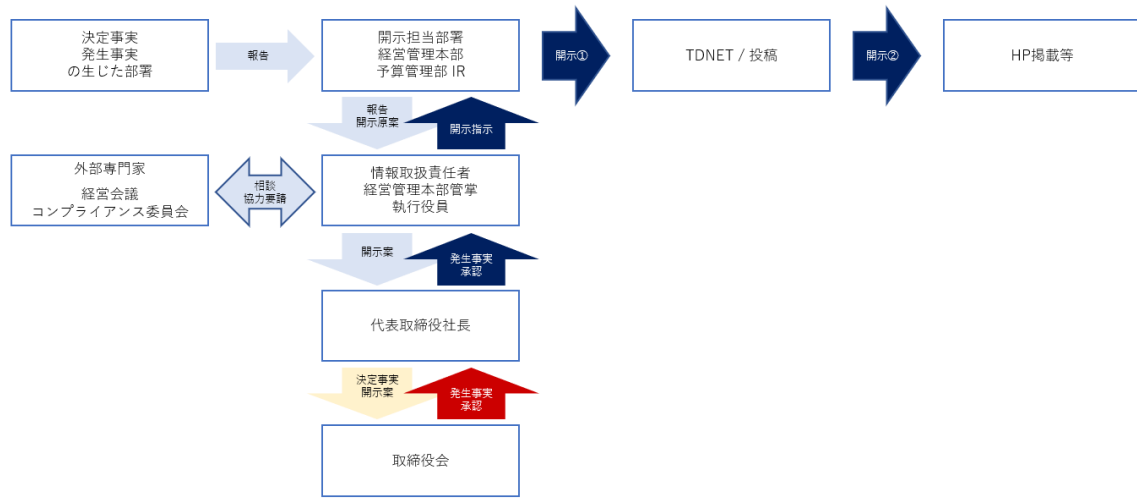 決定事実
発生事実
の生じた部署
報告
開示担当部署
経営管理本部
予算管理部 IR
開示①
TDNET / 投稿
開示②
HP掲載等
報告
開示原案
開示指示
外部専門家
経営会議
コンプライアンス委員会
相談
協力要請
情報取扱責任者
経営管理本部管掌
執行役員
開示案
発生事実
承認
代表取締役社長
決定事実
開示案
発生事実
承認
取締役会